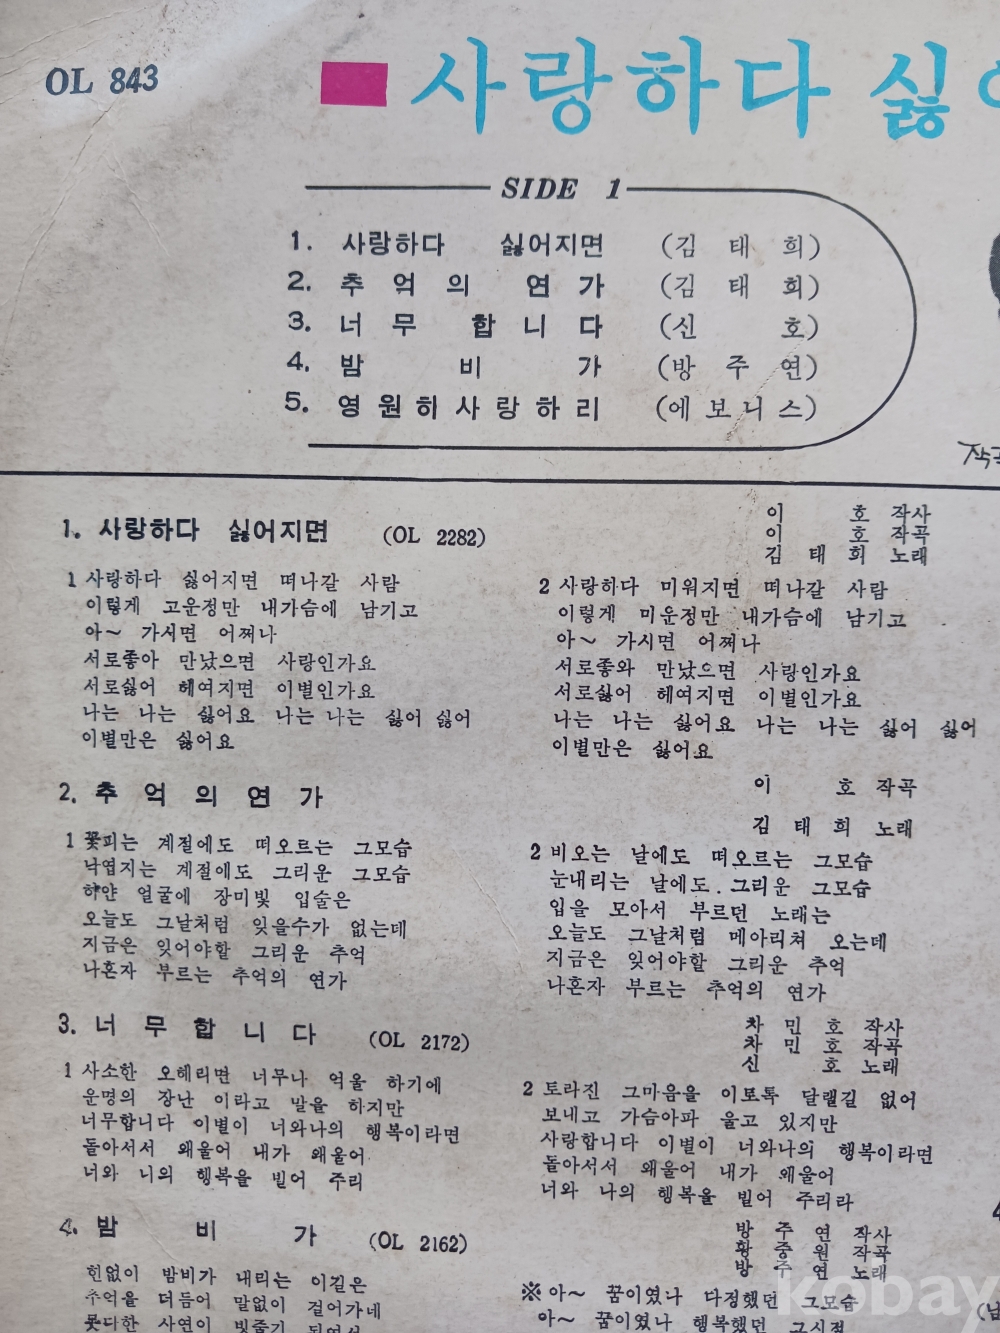 OL 843
사랑하다 싫
SIDE 1
1. 사랑하다 싫어지면 (김태희)
2. 추억의 연가 (김태희)
3. 너무 합니다 (신 호)
4. 밤 비 가 (방주연)
5. 영원히사랑하리 (에보니스)
작곡
1. 사랑하다 싫어지면 (OL 2282)
이 호 작사
이 호 작곡
김 태 희 노래
1 사랑하다 싫어지면 떠나갈 사람
이렇게 고운정만 내가슴에 남기고
아~ 가시면 어쩌나
서로좋아 만났으면 사랑인가요
서로싫어 헤여지면 이별인가요
나는 나는 싫어요 나는 나는 싫어 싫어
이별만은 싫어요
2 사랑하다 미워지면 떠나갈 사람
이렇게 미운정만 내가슴에 남기고
아~ 가시면 어쩌나
서로좋와 만났으면 사랑인가요
서로싫어 헤여지면 이별인가요
나는 나는 싫어요 나는 나는 싫어 싫어
이별만은 싫어요
2. 추억의연가
이 호 작곡
김 태 희 노래
1 꽃피는 계절에도 떠오르는 그모습
낙엽지는 계절에도 그리운 그모습
하얀 얼굴에 장미빛 입술은
오늘도 그날처럼 잊을수가 없는데
지금은 잊어야할 그리운 추억
나혼자 부르는 추억의 연가
2 비오는 날에도 떠오르는 그모습
눈내리는 날에도. 그리운 그모습
입을 모아서 부르던 노래는
오늘도 그날처럼 메아리쳐 오는데
지금은 잊어야할 그리운 추억
나혼자 부르는 추억의 연가
3. 너무합니다 (OL 2172)
차 민 호 작사
차 민 호 작곡
신 호 노래
1 사소한 오헤리면 너무나 억울 하기에
운명의 장난 이라고 말을 하지만
너무합니다 이별이 너와나의 행복이라면
돌아서서 왜울어 내가 왜울어
너와 니의 행복을 빌어 주리
2 토라진 그마음을 이토록 달랠길 없어
보내고 가슴아파 울고 있지만
사랑합니다 이별이 너와나의 행복이라면
돌아서서 왜울어 내가 왜울어
너와 나의 행복을 빌어 주리라
4. 밤 비 가 (OL 2162)
방 주 연 작사
황 중 원 작곡
방 주 연 노래
힌없이 밤비가 내리는 이길은
추억을 더듬어 말없이 걸어가네
못다한 사연이 빗줄기
※ 아~ 꿈이였나 다정했던 그모습
아~ 꿈이였나 행복했던 그시절
kobay